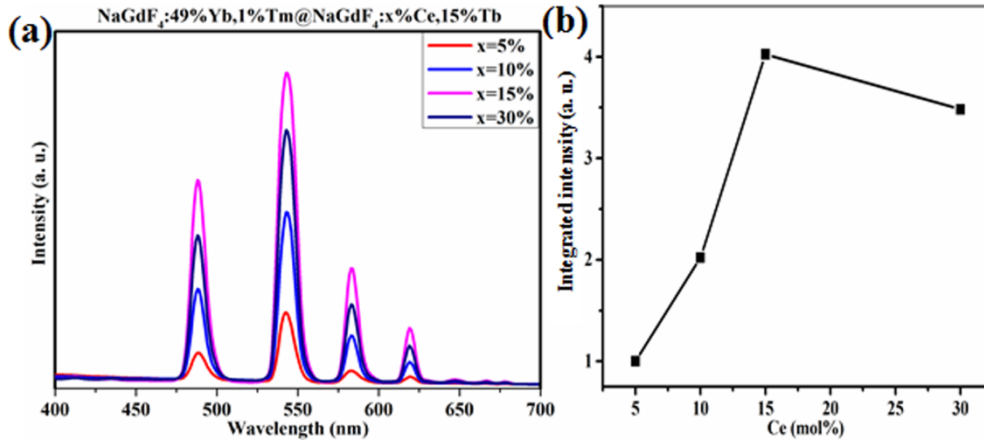 (a)
NaGdF₄:49%Yb,1%Tm@NaGdF₄:x%Ce,15%Tb
x=5%
x=10%
x=15%
x=30%
Intensity (a. u.)
400 450 500 550 600 650 700
Wavelength (nm)
(b)
4
3
2
1
Integrated intensity (a. u.)
5 10 15 20 25 30
Ce (mol%)